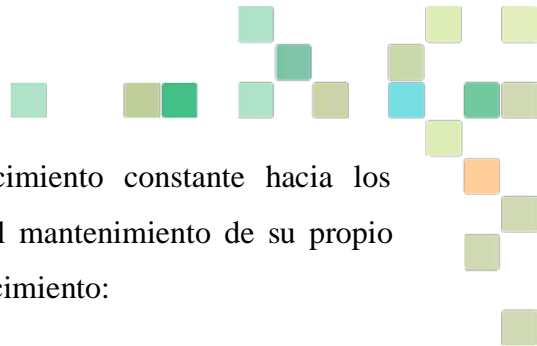 cimiento constante hacia los
l mantenimiento de su propio
cimiento: